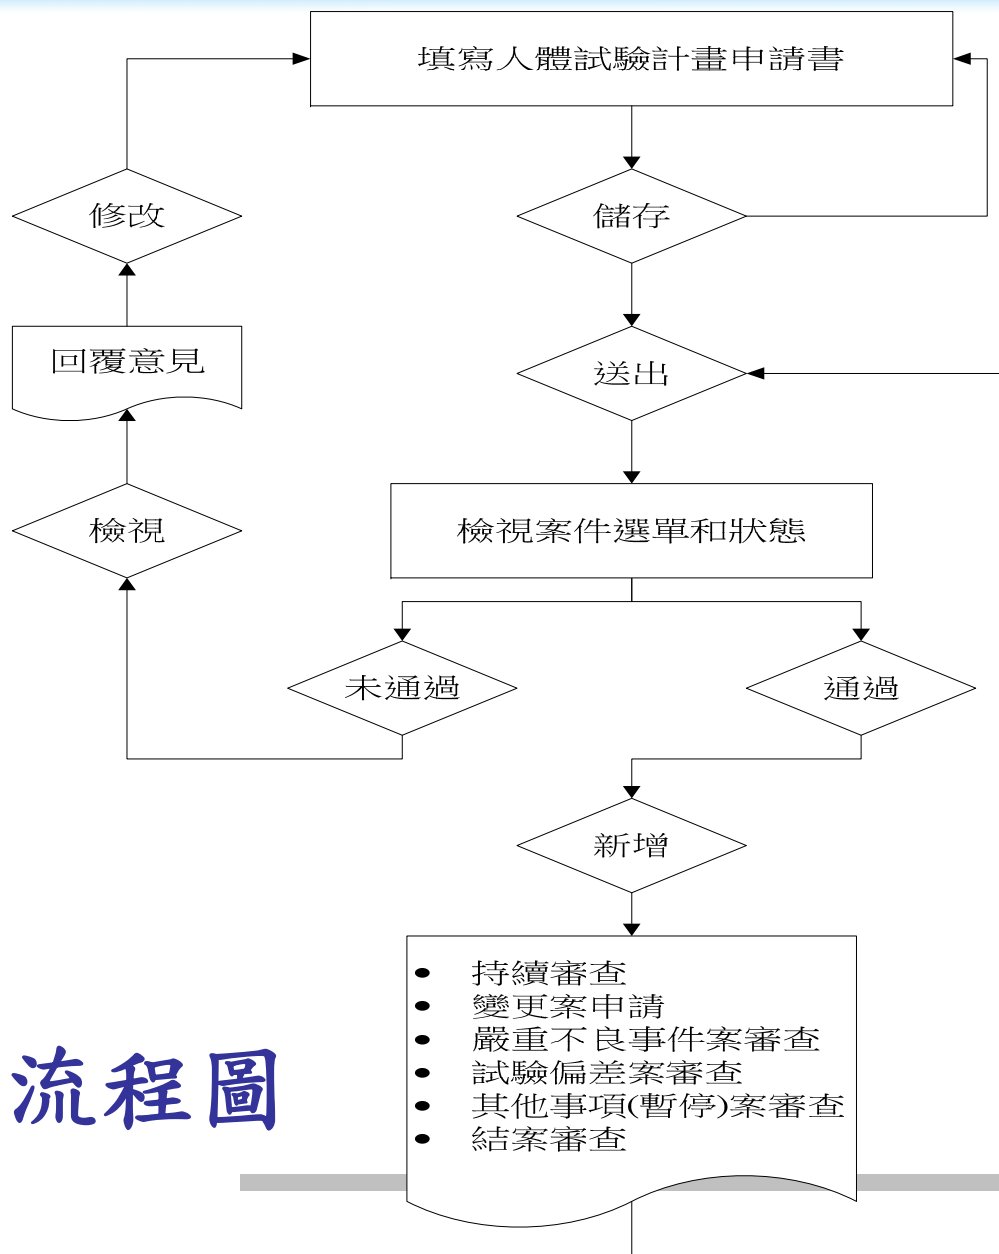 填寫人體試驗計畫申請書
修改
儲存
回覆意見
送出
檢視
檢視案件選單和狀態
未通過
通過
新增
• 持續審查
• 變更案申請
• 嚴重不良事件案審查
• 試驗偏差案審查
• 其他事項(暫停)案審查
• 結案審查
流程圖